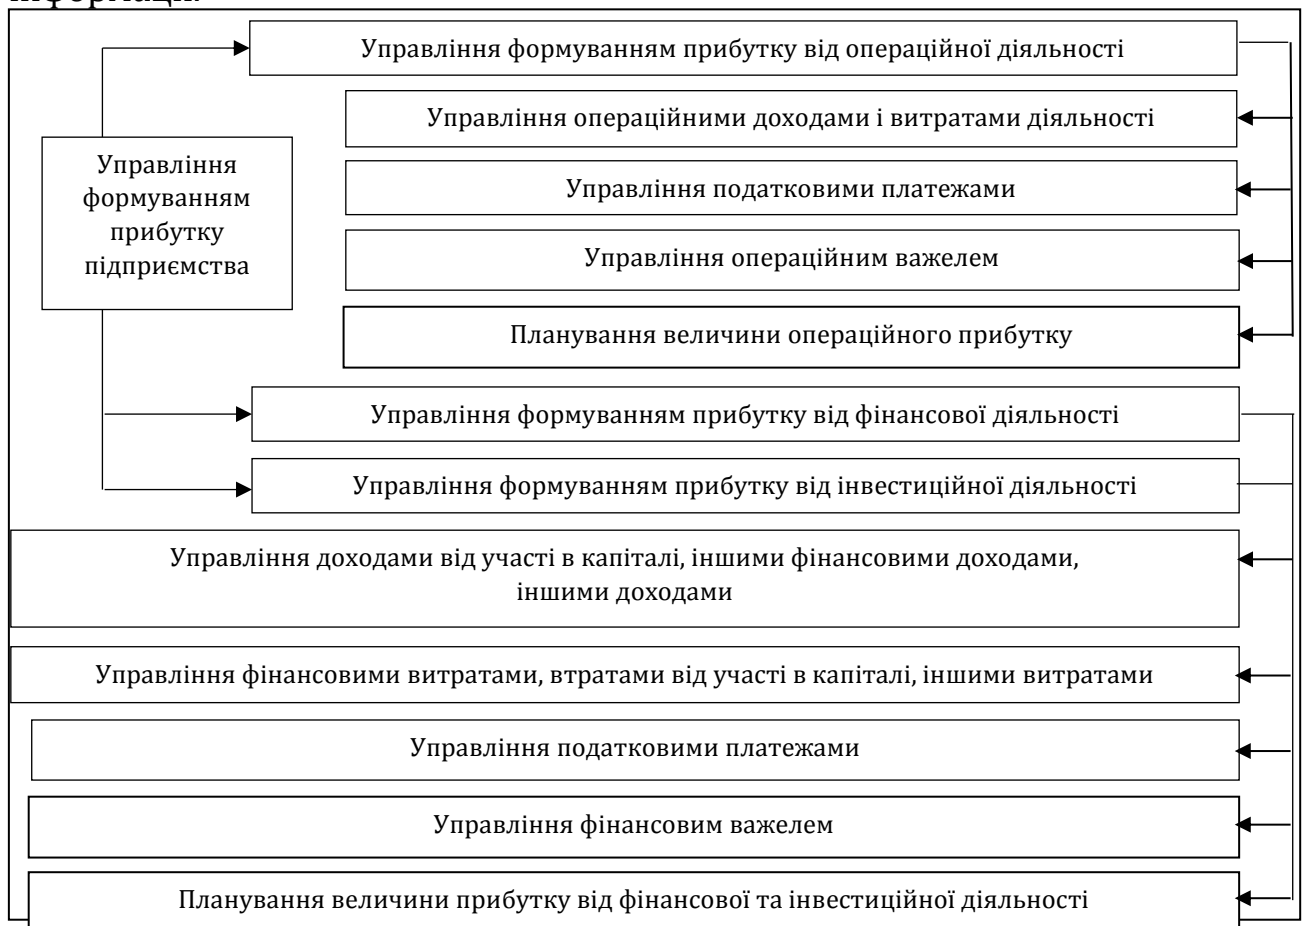 Управління формуванням прибутку від операційної діяльності
Управління операційними доходами і витратами діяльності
Управління
формуванням
прибутку
підприємства
Управління податковими платежами
Управління операційним важелем
Планування величини операційного прибутку
Управління формуванням прибутку від фінансової діяльності
Управління формуванням прибутку від інвестиційної діяльності
Управління доходами від участі в капіталі, іншими фінансовими доходами,
іншими доходами
Управління фінансовими витратами, втратами від участі в капіталі, іншими витратами
Управління податковими платежами
Управління фінансовим важелем
Планування величини прибутку від фінансової та інвестиційної діяльності